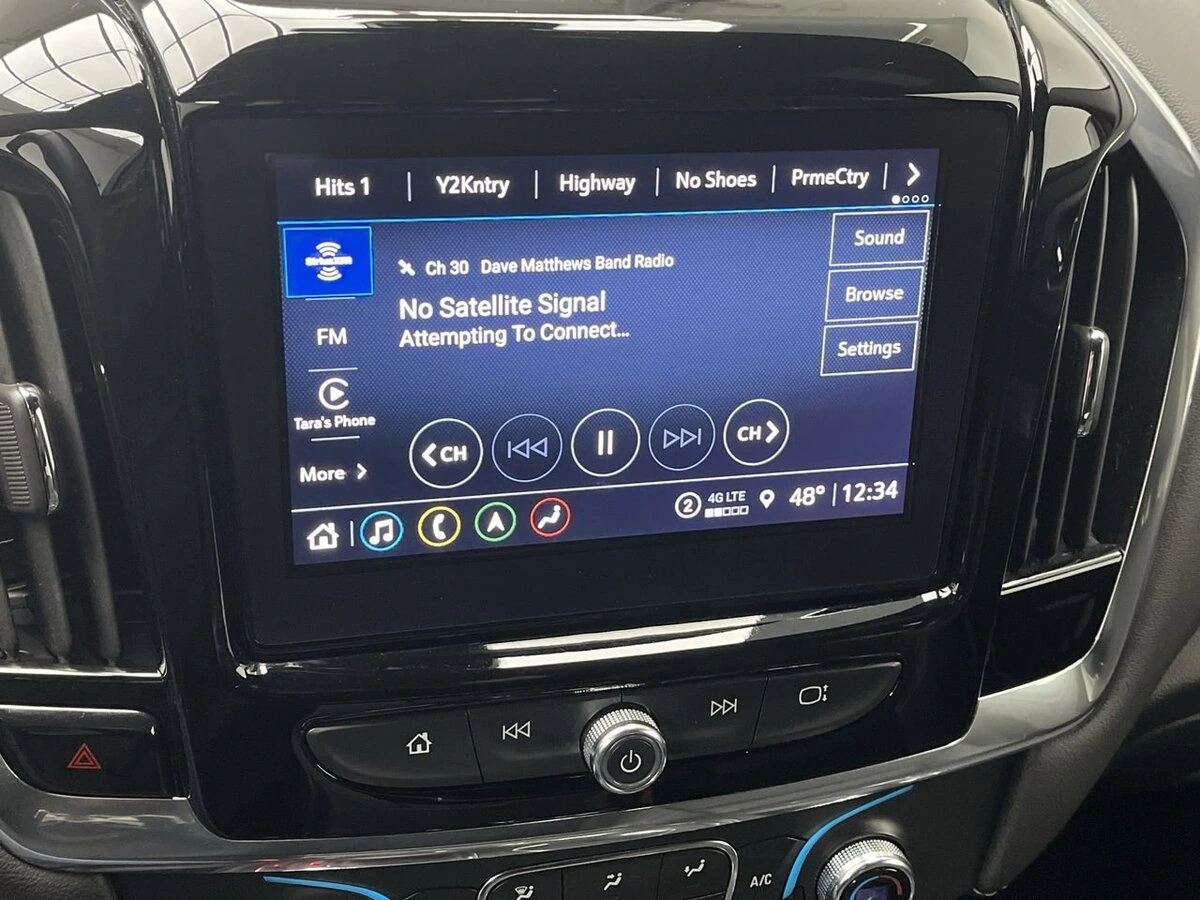 Hits 1 | Y2Kntry | Highway | No Shoes | PrmeCtry |
SiriusXM
Ch 30 Dave Matthews Band Radio
No Satellite Signal
Attempting To Connect...
Sound
Browse
Settings
FM
Tara's Phone
More
CH
CH
2 4G LTE 48° | 12:34
A/C